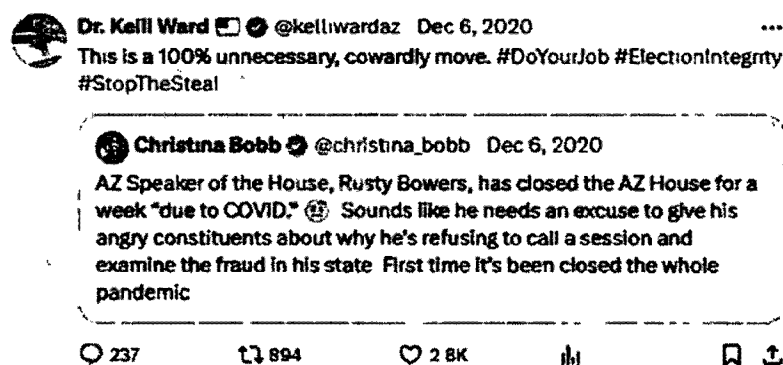 Dr. Kelli Ward @kelliwardaz Dec 6, 2020
This is a 100% unnecessary, cowardly move. #DoYourJob #ElectionIntegrity
#StopTheSteal
Christina Bobb @christina_bobb Dec 6, 2020
AZ Speaker of the House, Rusty Bowers, has closed the AZ House for a
week "due to COVID." Sounds like he needs an excuse to give his
angry constituents about why he's refusing to call a session and
examine the fraud in his state First time it's been closed the whole
pandemic
237 894 2 8K